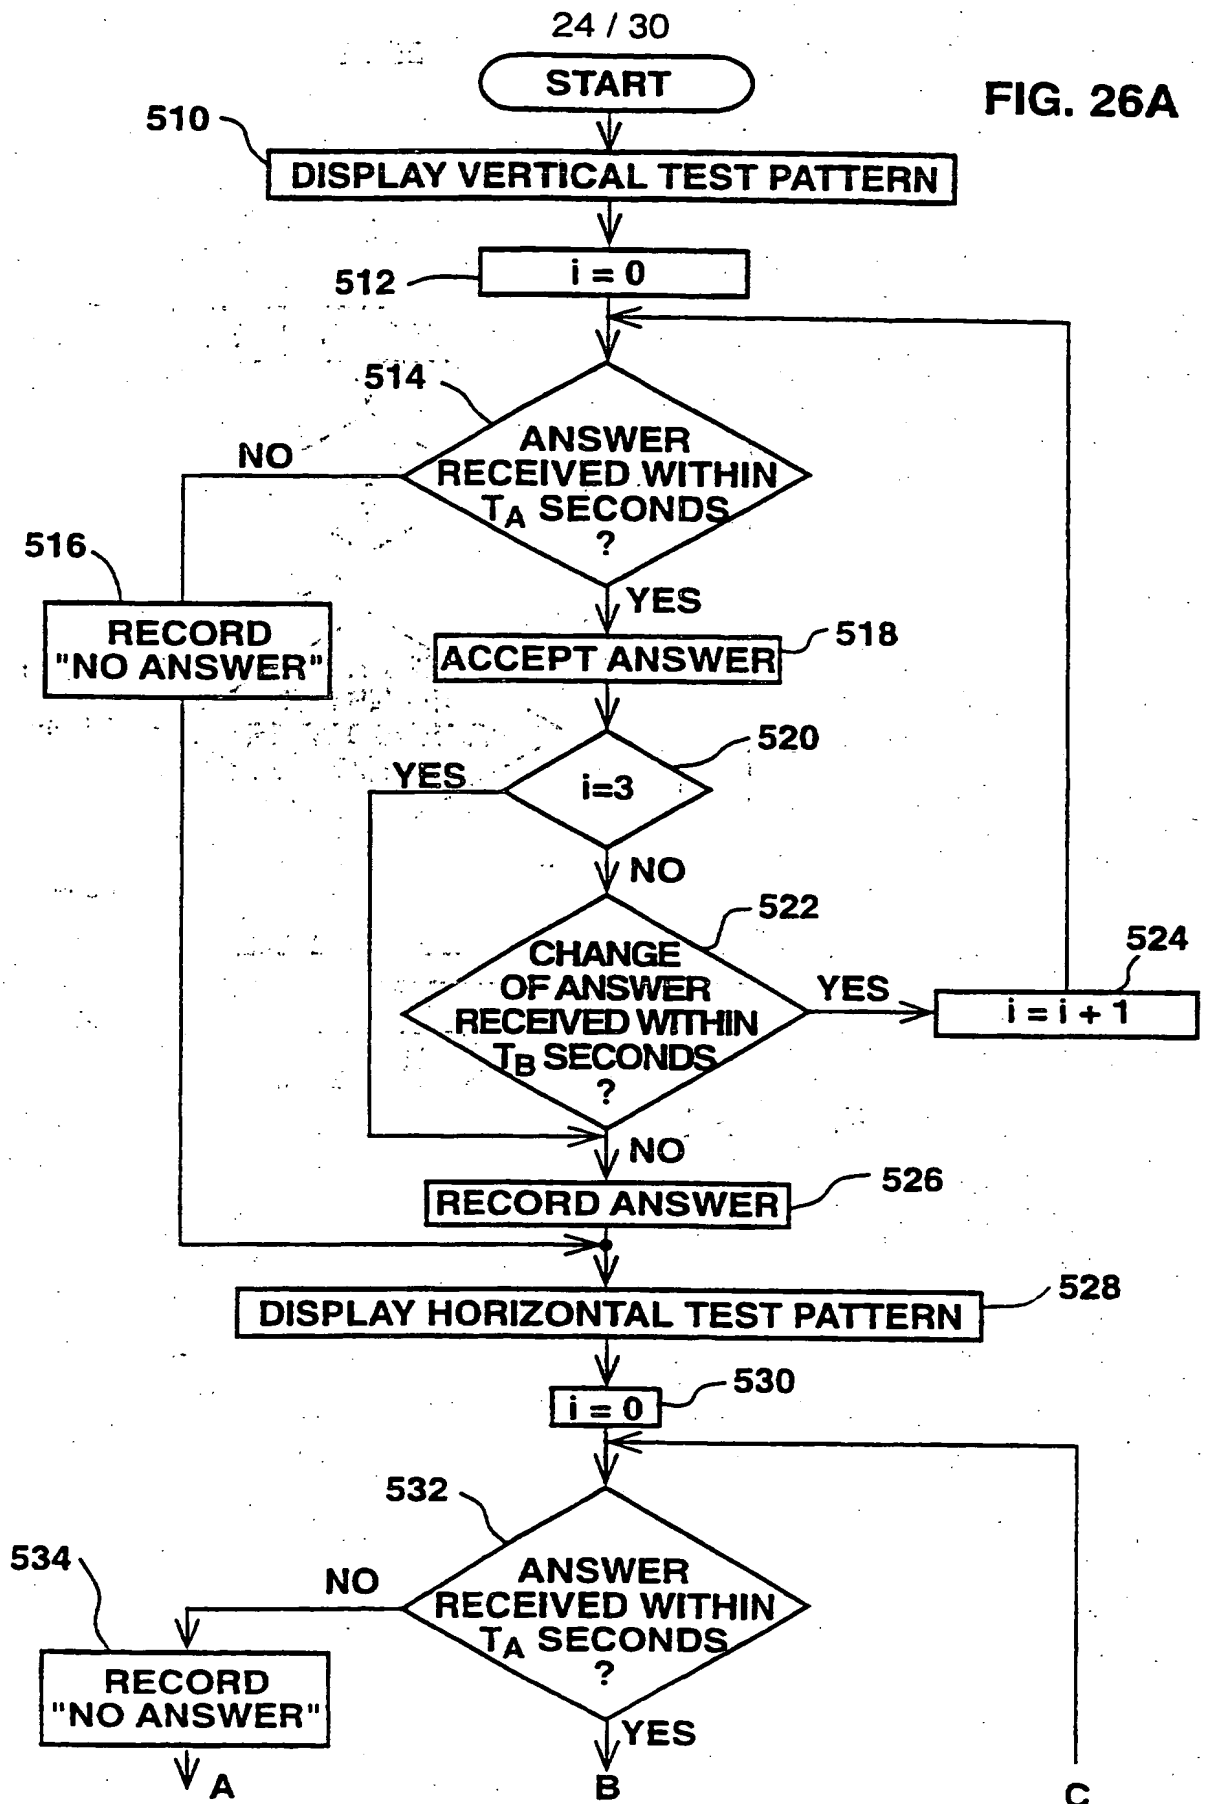 24 / 30
START
FIG. 26A
510
DISPLAY VERTICAL TEST PATTERN
512
i = 0
514
ANSWER
RECEIVED WITHIN
TA SECONDS
?
NO
516
RECORD
"NO ANSWER"
YES
518
ACCEPT ANSWER
520
YES
i=3
NO
522
CHANGE
OF ANSWER
RECEIVED WITHIN
TB SECONDS
?
YES
524
i = i + 1
NO
526
RECORD ANSWER
528
DISPLAY HORIZONTAL TEST PATTERN
530
i = 0
532
ANSWER
RECEIVED WITHIN
TA SECONDS
?
534
NO
RECORD
"NO ANSWER"
YES
A
B
C